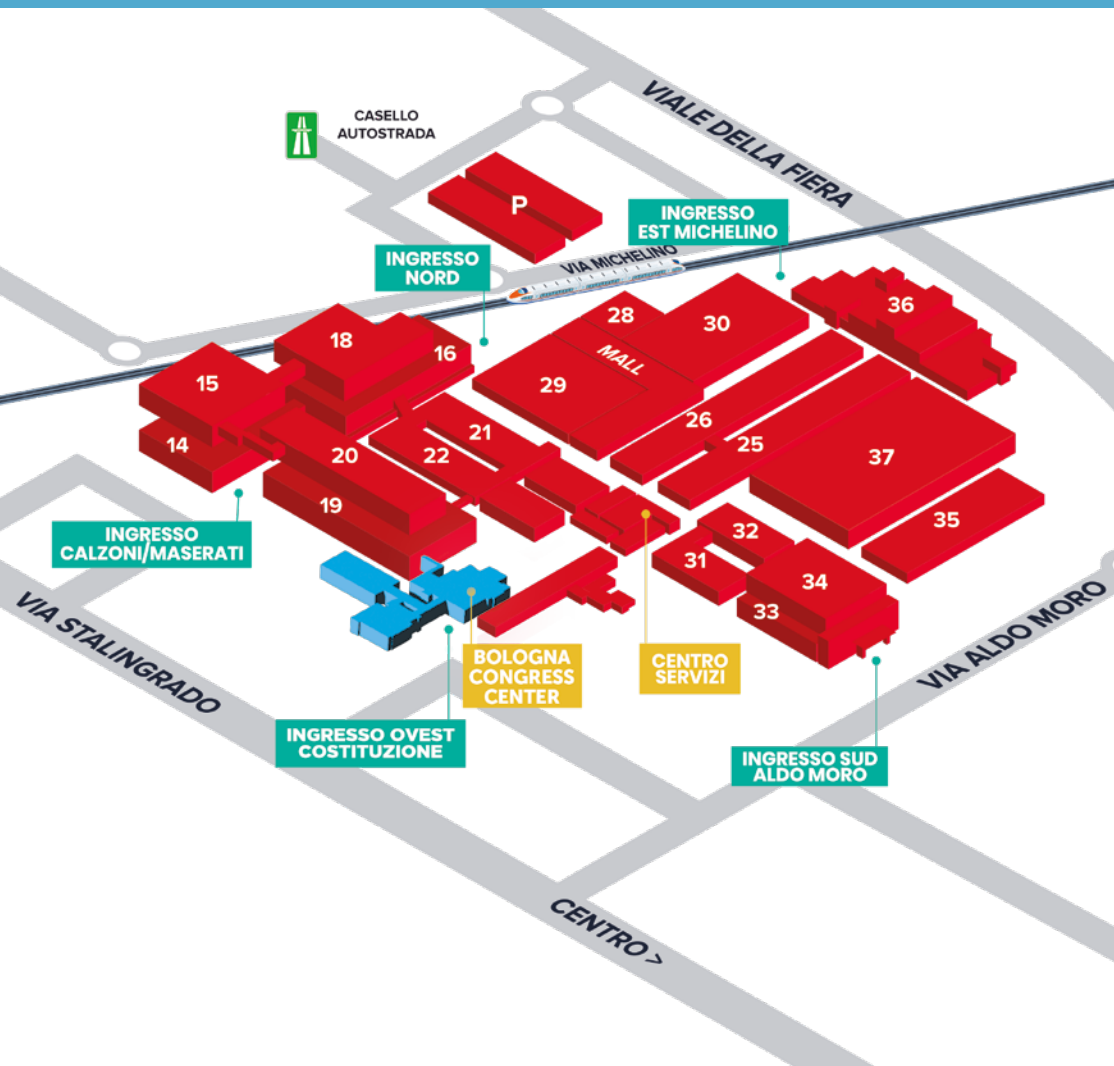 CASELLO
AUTOSTRADA
VIALE DELLA FIERA
P
INGRESSO
EST MICHELINO
INGRESSO
NORD
VIA MICHELINO
36
28
30
18
16
MALL
15
29
26
21
25
14
22
20
37
19
35
32
31
34
33
INGRESSO
CALZONI/MASERATI
VIA STALINGRADO
BOLOGNA
CONGRESS
CENTER
CENTRO
SERVIZI
VIA ALDO MORO
INGRESSO OVEST
COSTITUZIONE
INGRESSO SUD
ALDO MORO
CENTRO >